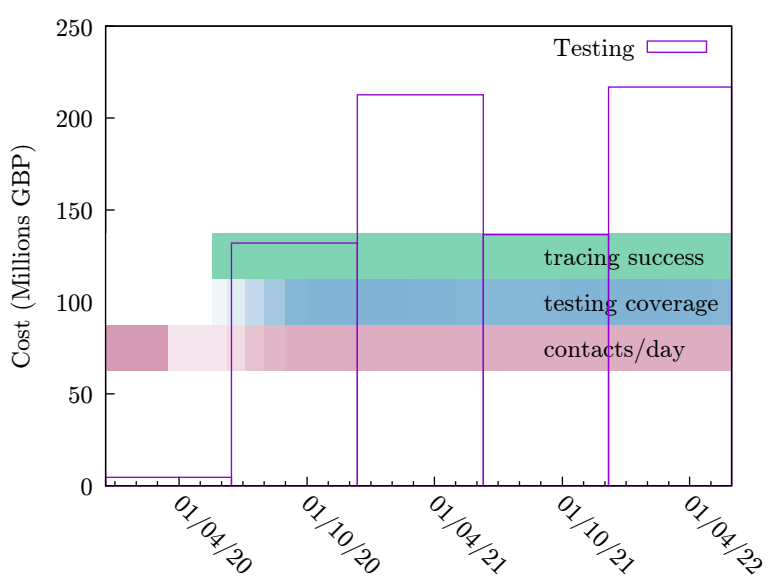 Testing
Cost (Millions GBP)
250
200
150
100
50
0
tracing success
testing coverage
contacts/day
01/04/20
01/10/20
01/04/21
01/10/21
01/04/22